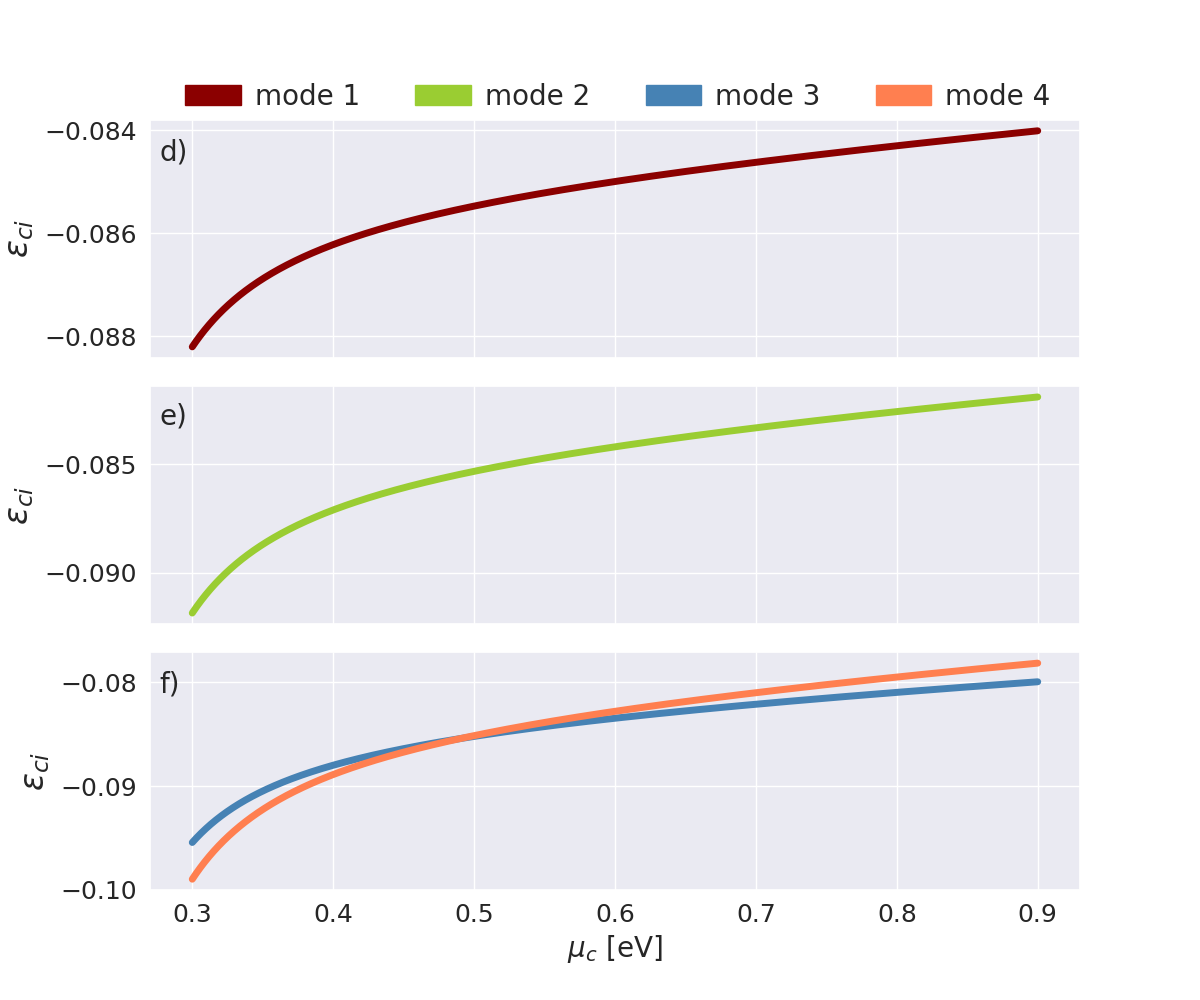 mode 1 mode 2 mode 3 mode 4
−0.084
d)
−0.086
−0.088
ε_ci
e)
−0.085
−0.090
ε_ci
−0.08
f)
−0.09
−0.10
ε_ci
0.3 0.4 0.5 0.6 0.7 0.8 0.9
μ_c [eV]